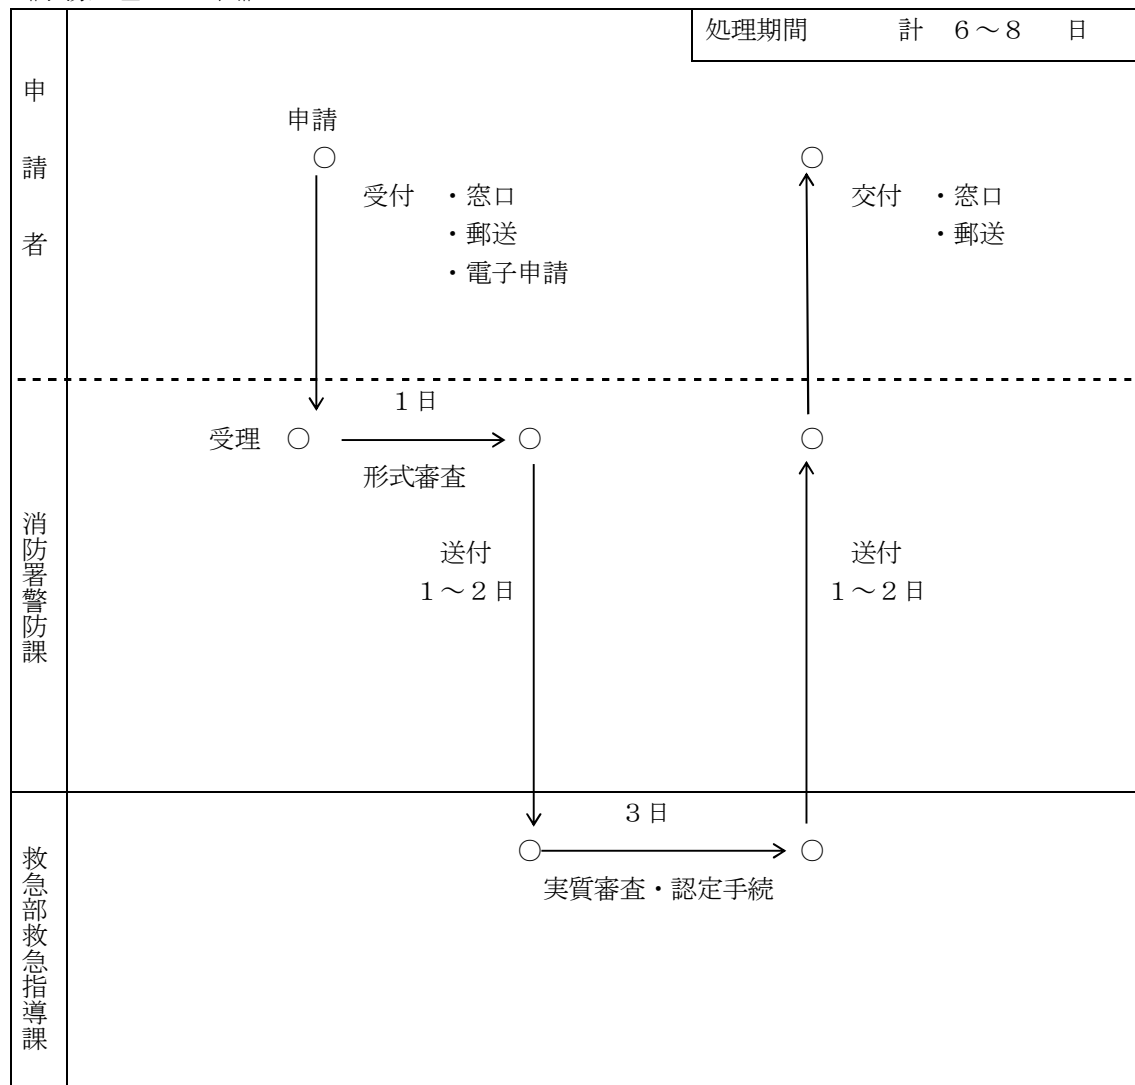 処理期間 計 6～8 日
申請者
申請
受付 ・窓口
・郵送
・電子申請
交付 ・窓口
・郵送
消防署警防課
受理
1日
形式審査
送付
1～2日
送付
1～2日
救急部救急指導課
3日
実質審査・認定手続